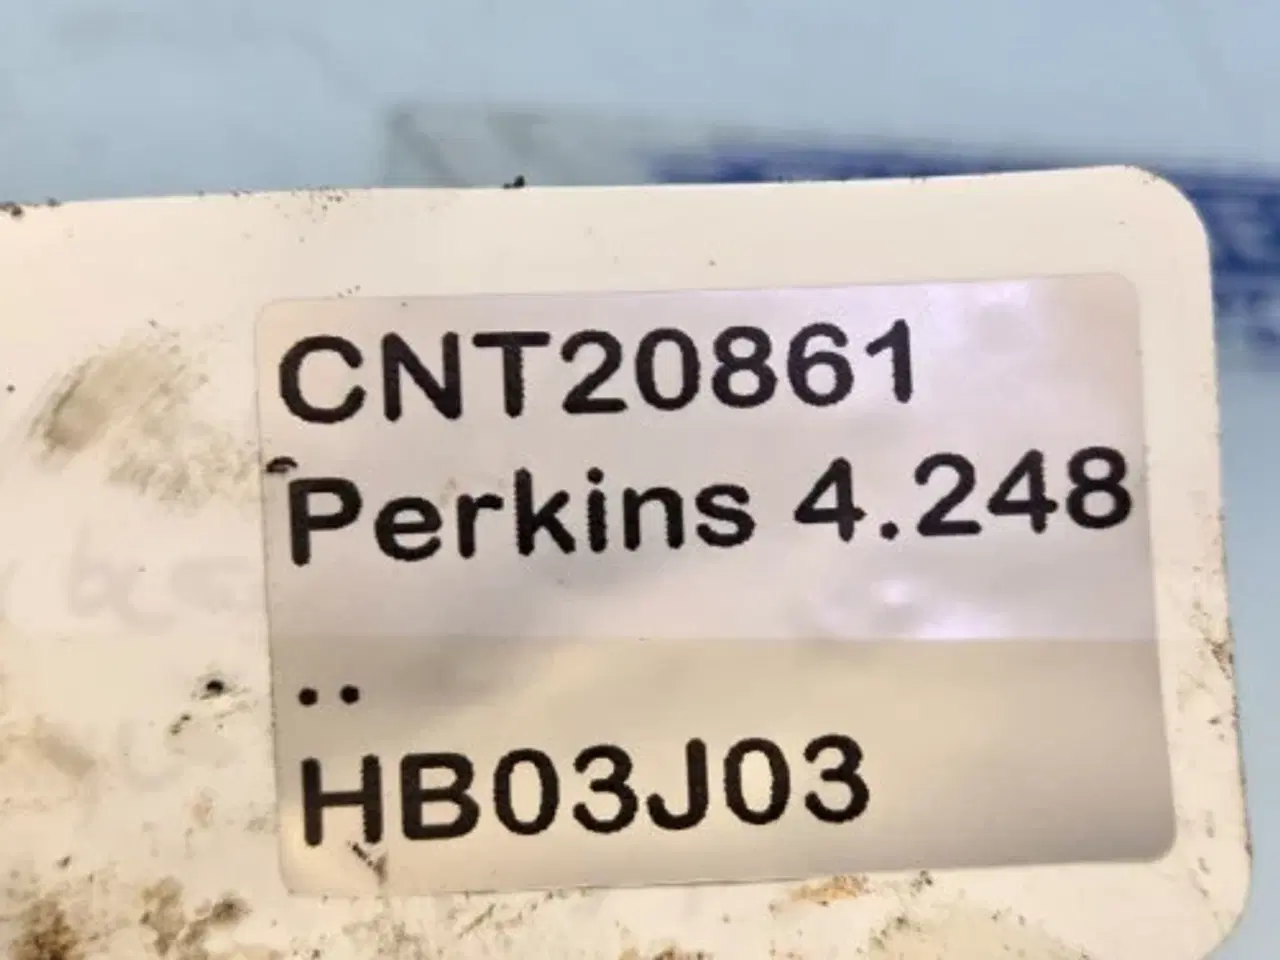 CNT20861
Perkins 4.248
..
HB03J03